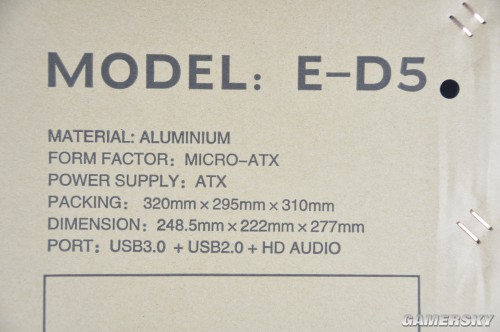 MODEL: E-D5
MATERIAL: ALUMINIUM
FORM FACTOR: MICRO-ATX
POWER SUPPLY: ATX
PACKING: 320mm×295mm×310mm
DIMENSION: 248.5mm×222mm×277mm
PORT: USB3.0 + USB2.0 + HD AUDIO
GAMERSKY